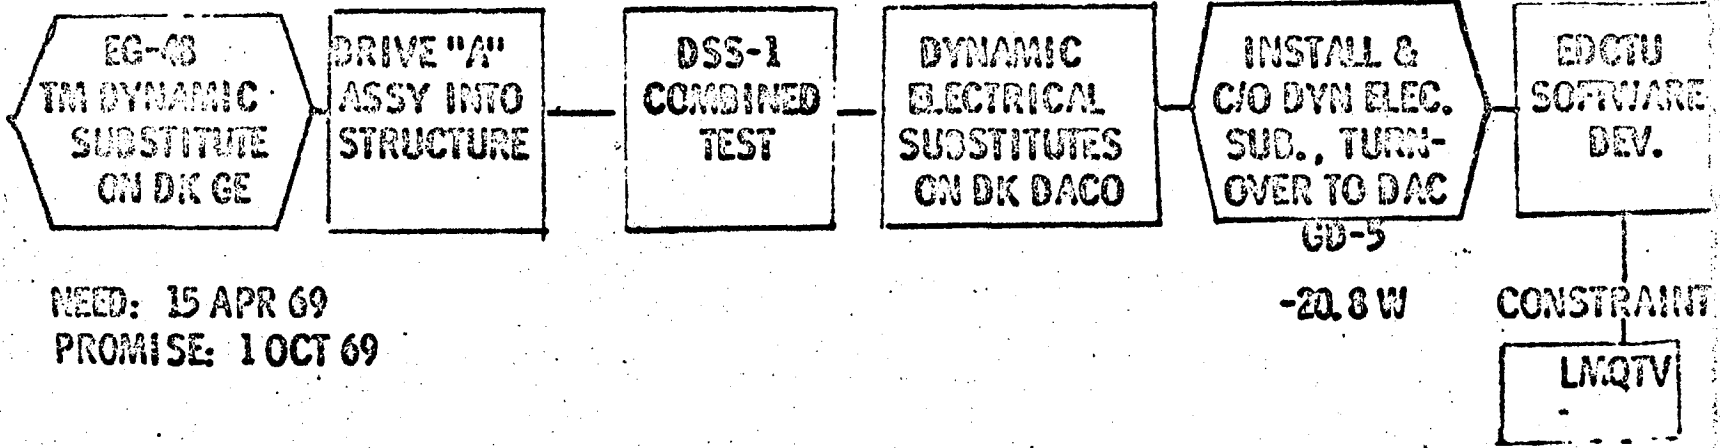 EG-48
TM DYNAMIC
SUBSTITUTE
ON DK GE
DRIVE "A"
ASSY INTO
STRUCTURE
DSS-1
COMBINED
TEST
DYNAMIC
ELECTRICAL
SUBSTITUTES
ON DK DACO
INSTALL &
C/O DYN ELEC.
SUB., TURN-
OVER TO DAC
GD-5
EDCTU
SOFTWARE
DEV.
NEED: 15 APR 69
PROMISE: 1 OCT 69
-20.8 W
CONSTRAINT
LMQTV
-